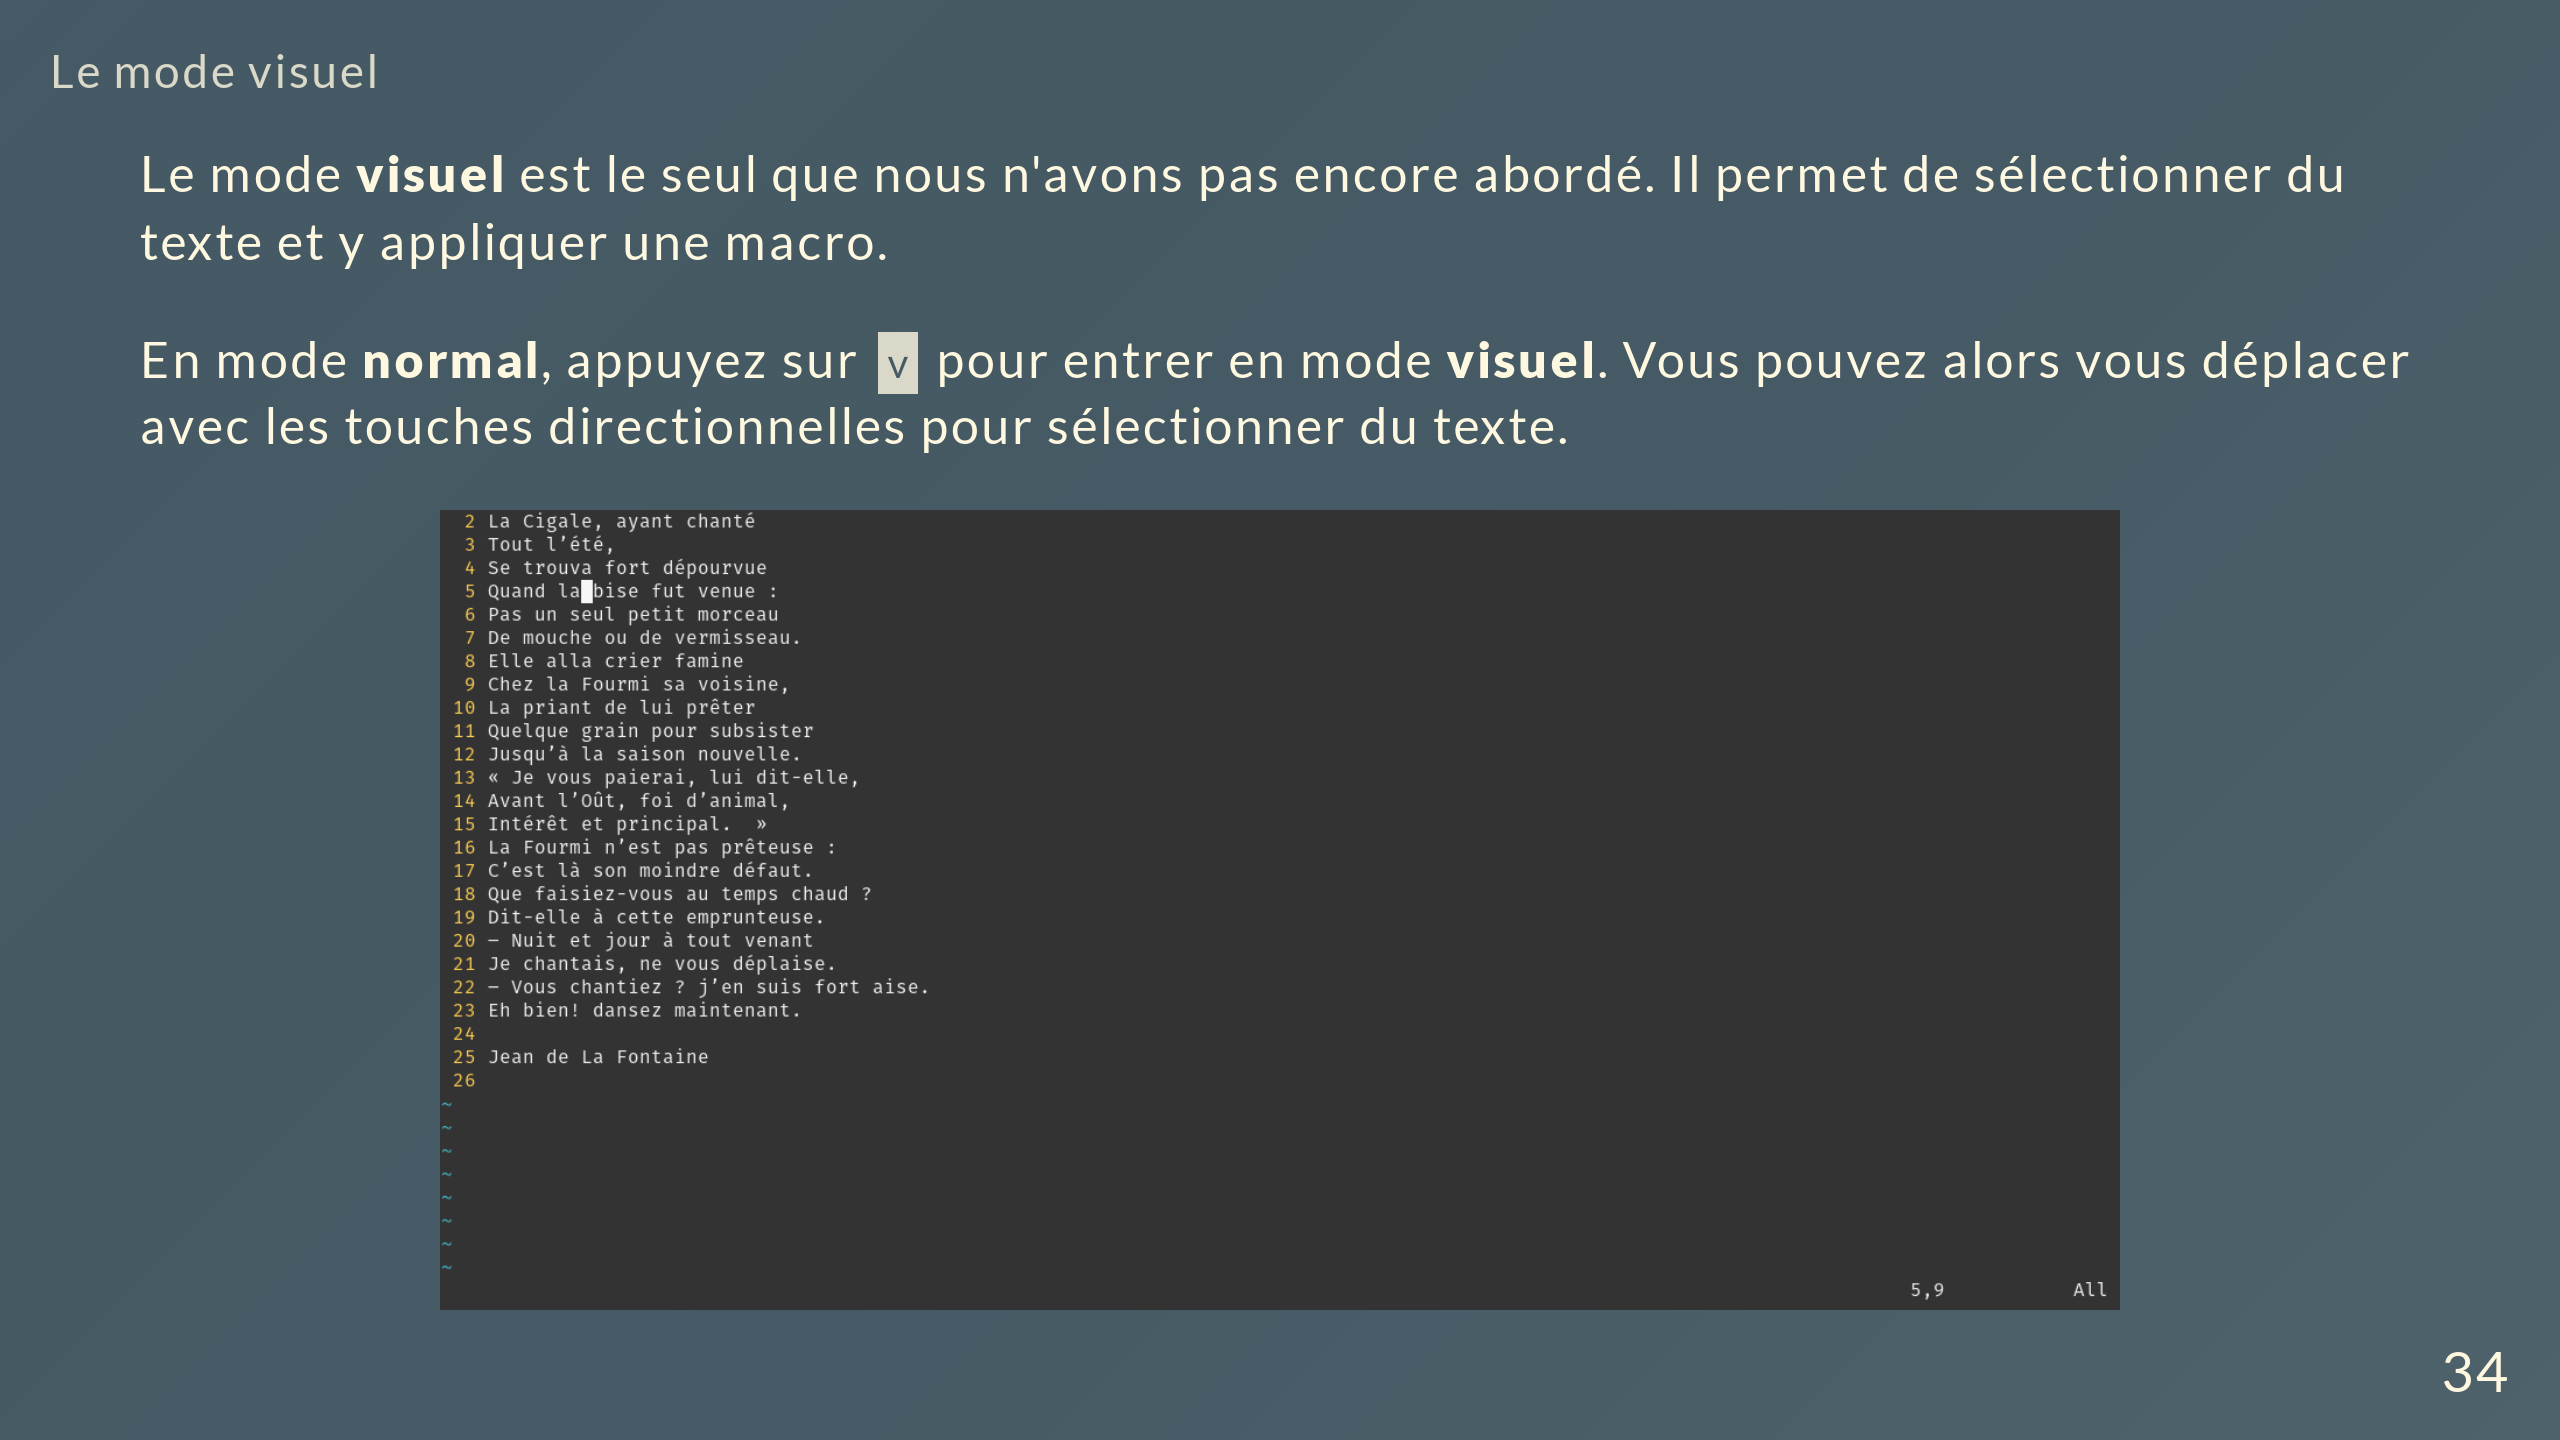 Le mode visuel
Le mode visuel est le seul que nous n'avons pas encore abordé. Il permet de sélectionner du
texte et y appliquer une macro.
En mode normal, appuyez sur v pour entrer en mode visuel. Vous pouvez alors vous déplacer
avec les touches directionnelles pour sélectionner du texte.
2 La Cigale, ayant chanté
3 Tout l’été,
4 Se trouva fort dépourvue
5 Quand la bise fut venue :
6 Pas un seul petit morceau
7 De mouche ou de vermisseau.
8 Elle alla crier famine
9 Chez la Fourmi sa voisine,
10 La priant de lui prêter
11 Quelque grain pour subsister
12 Jusqu’à la saison nouvelle.
13 « Je vous paierai, lui dit-elle,
14 Avant l’Oût, foi d’animal,
15 Intérêt et principal.  »
16 La Fourmi n’est pas prêteuse :
17 C’est là son moindre défaut.
18 Que faisiez-vous au temps chaud ?
19 Dit-elle à cette emprunteuse.
20 — Nuit et jour à tout venant
21 Je chantais, ne vous déplaise.
22 — Vous chantiez ? j’en suis fort aise.
23 Eh bien! dansez maintenant.
24
25 Jean de La Fontaine
26
~
~
~
~
~
~
~
~
5,9 All
34